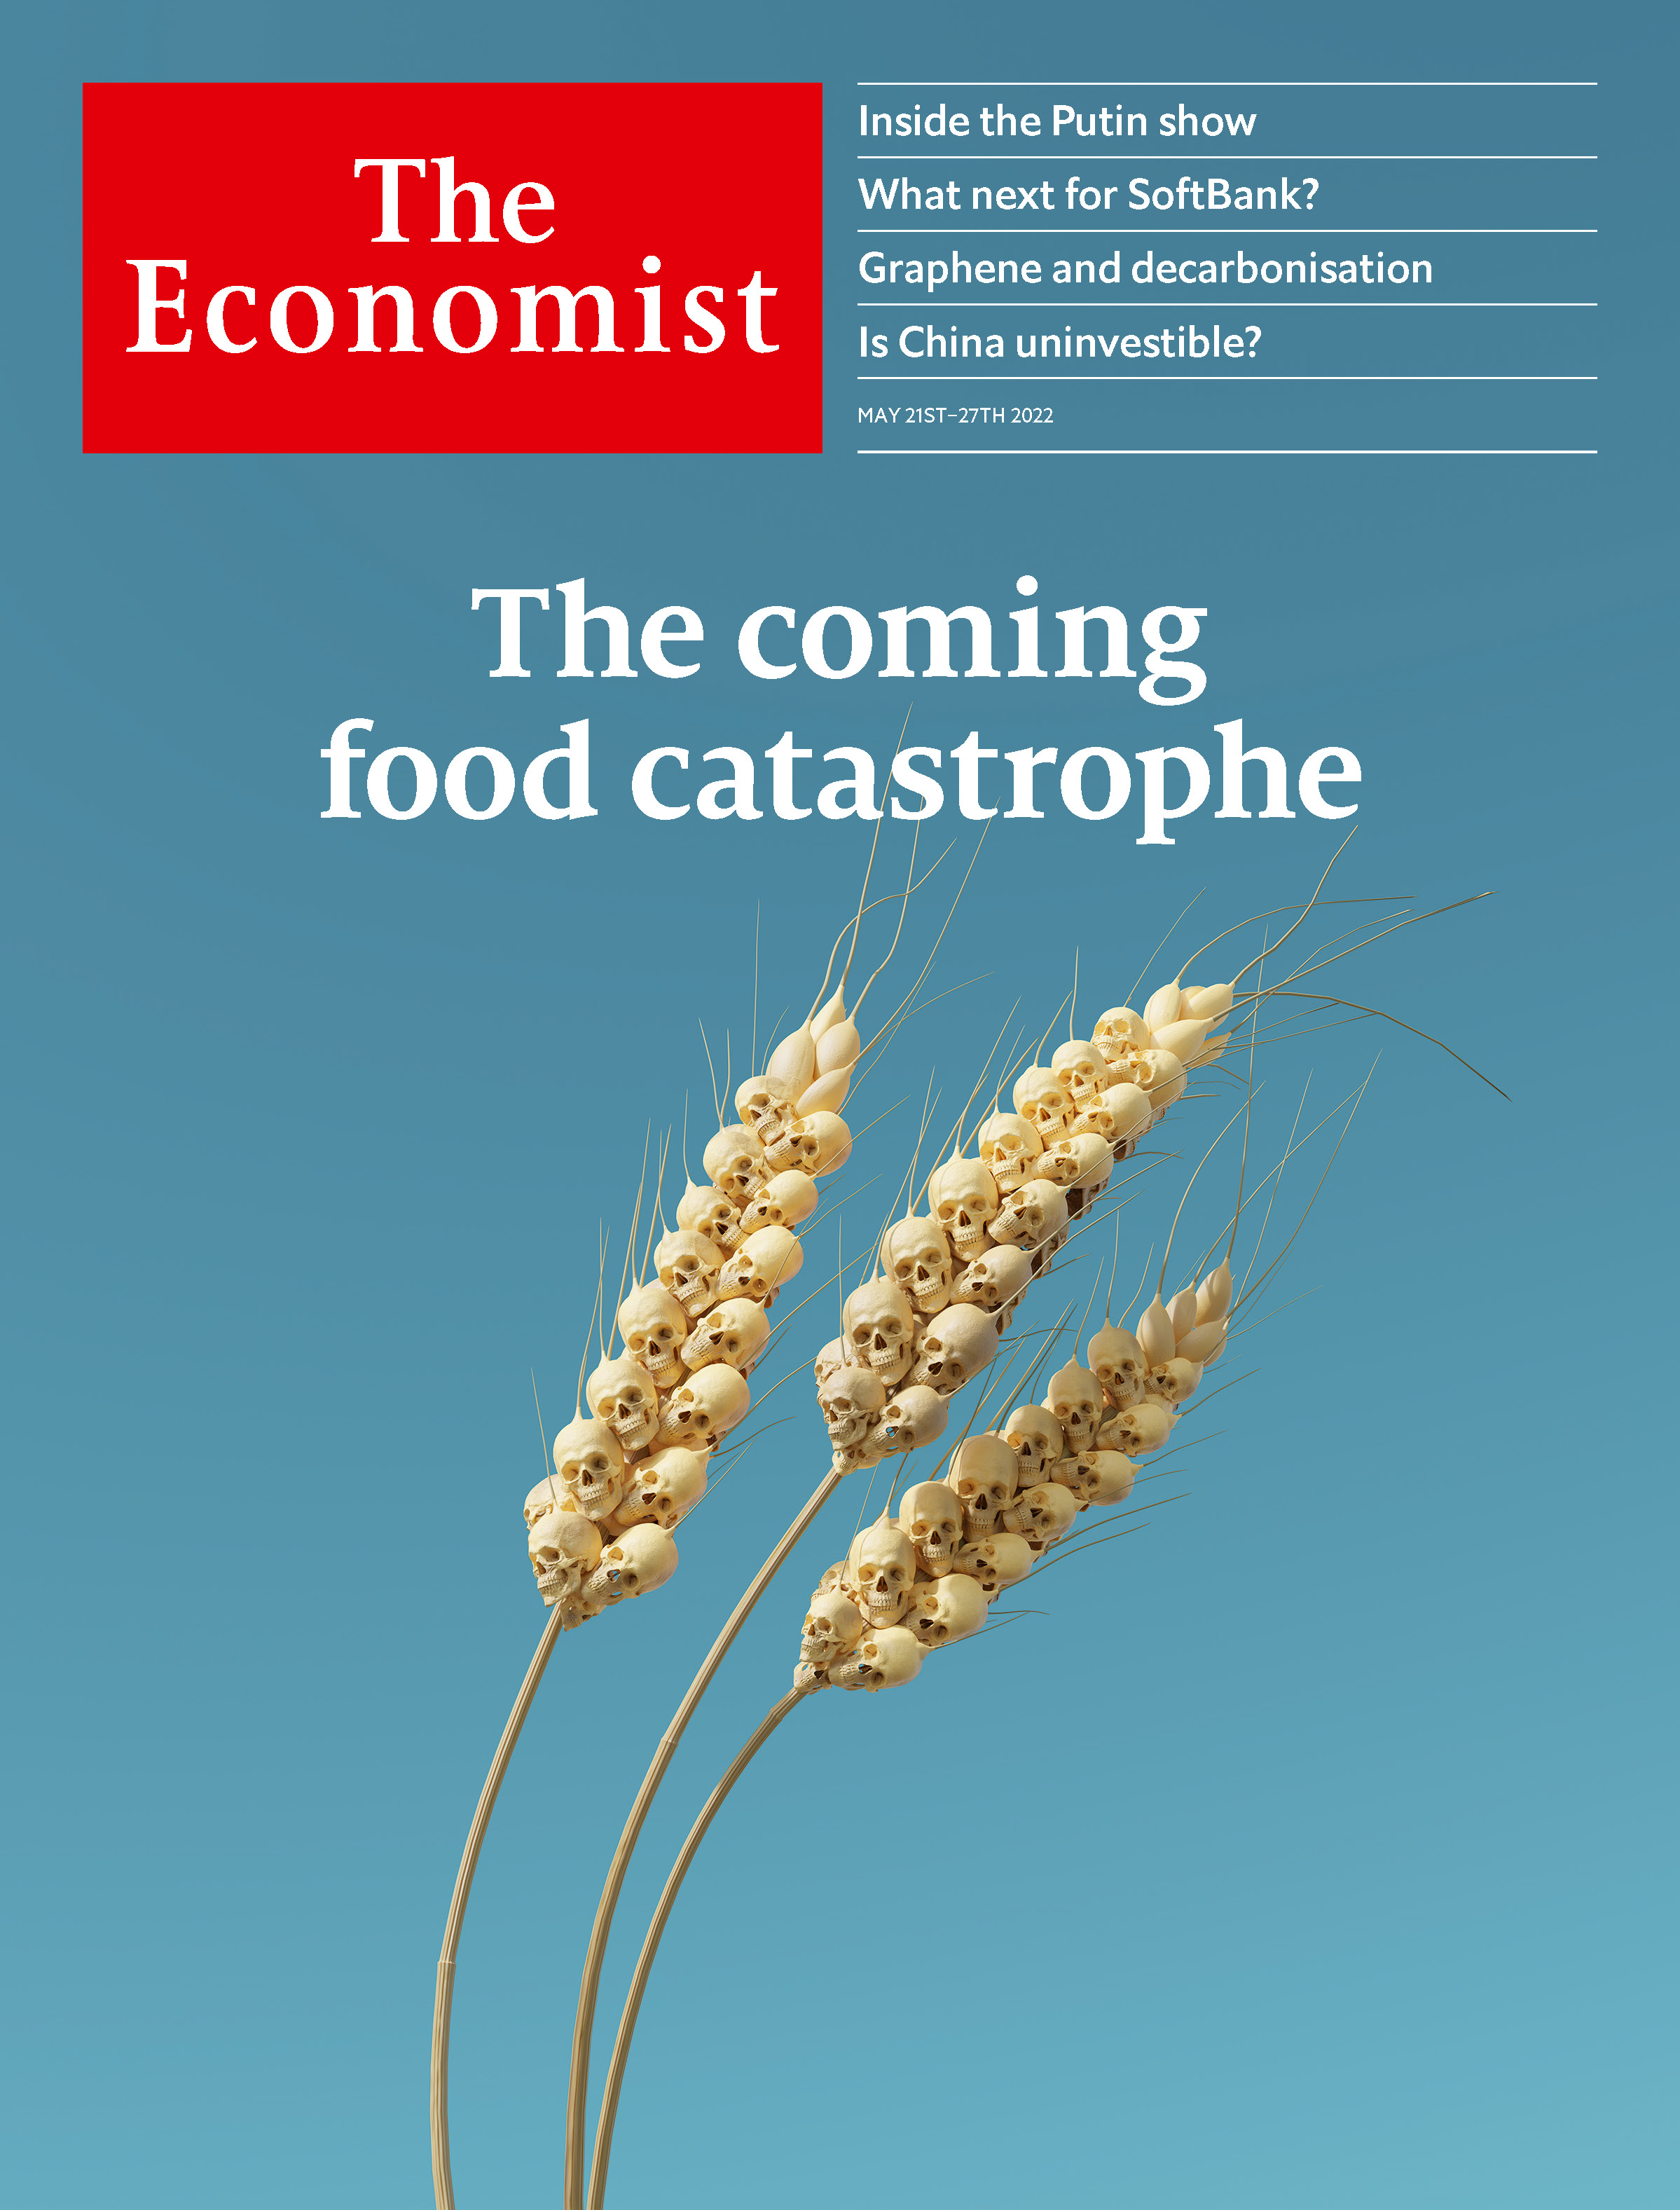 The
Economist
Inside the Putin show
What next for SoftBank?
Graphene and decarbonisation
Is China uninvestible?
MAY 21ST–27TH 2022
The coming
food catastrophe